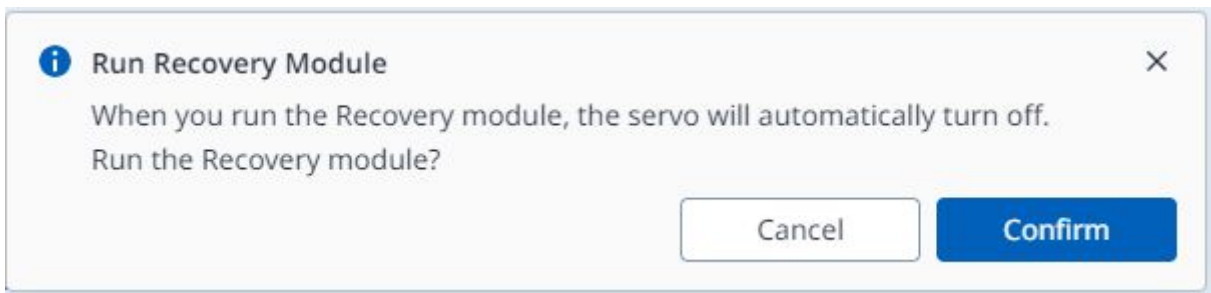 Run Recovery Module
When you run the Recovery module, the servo will automatically turn off.
Run the Recovery module?
Cancel Confirm